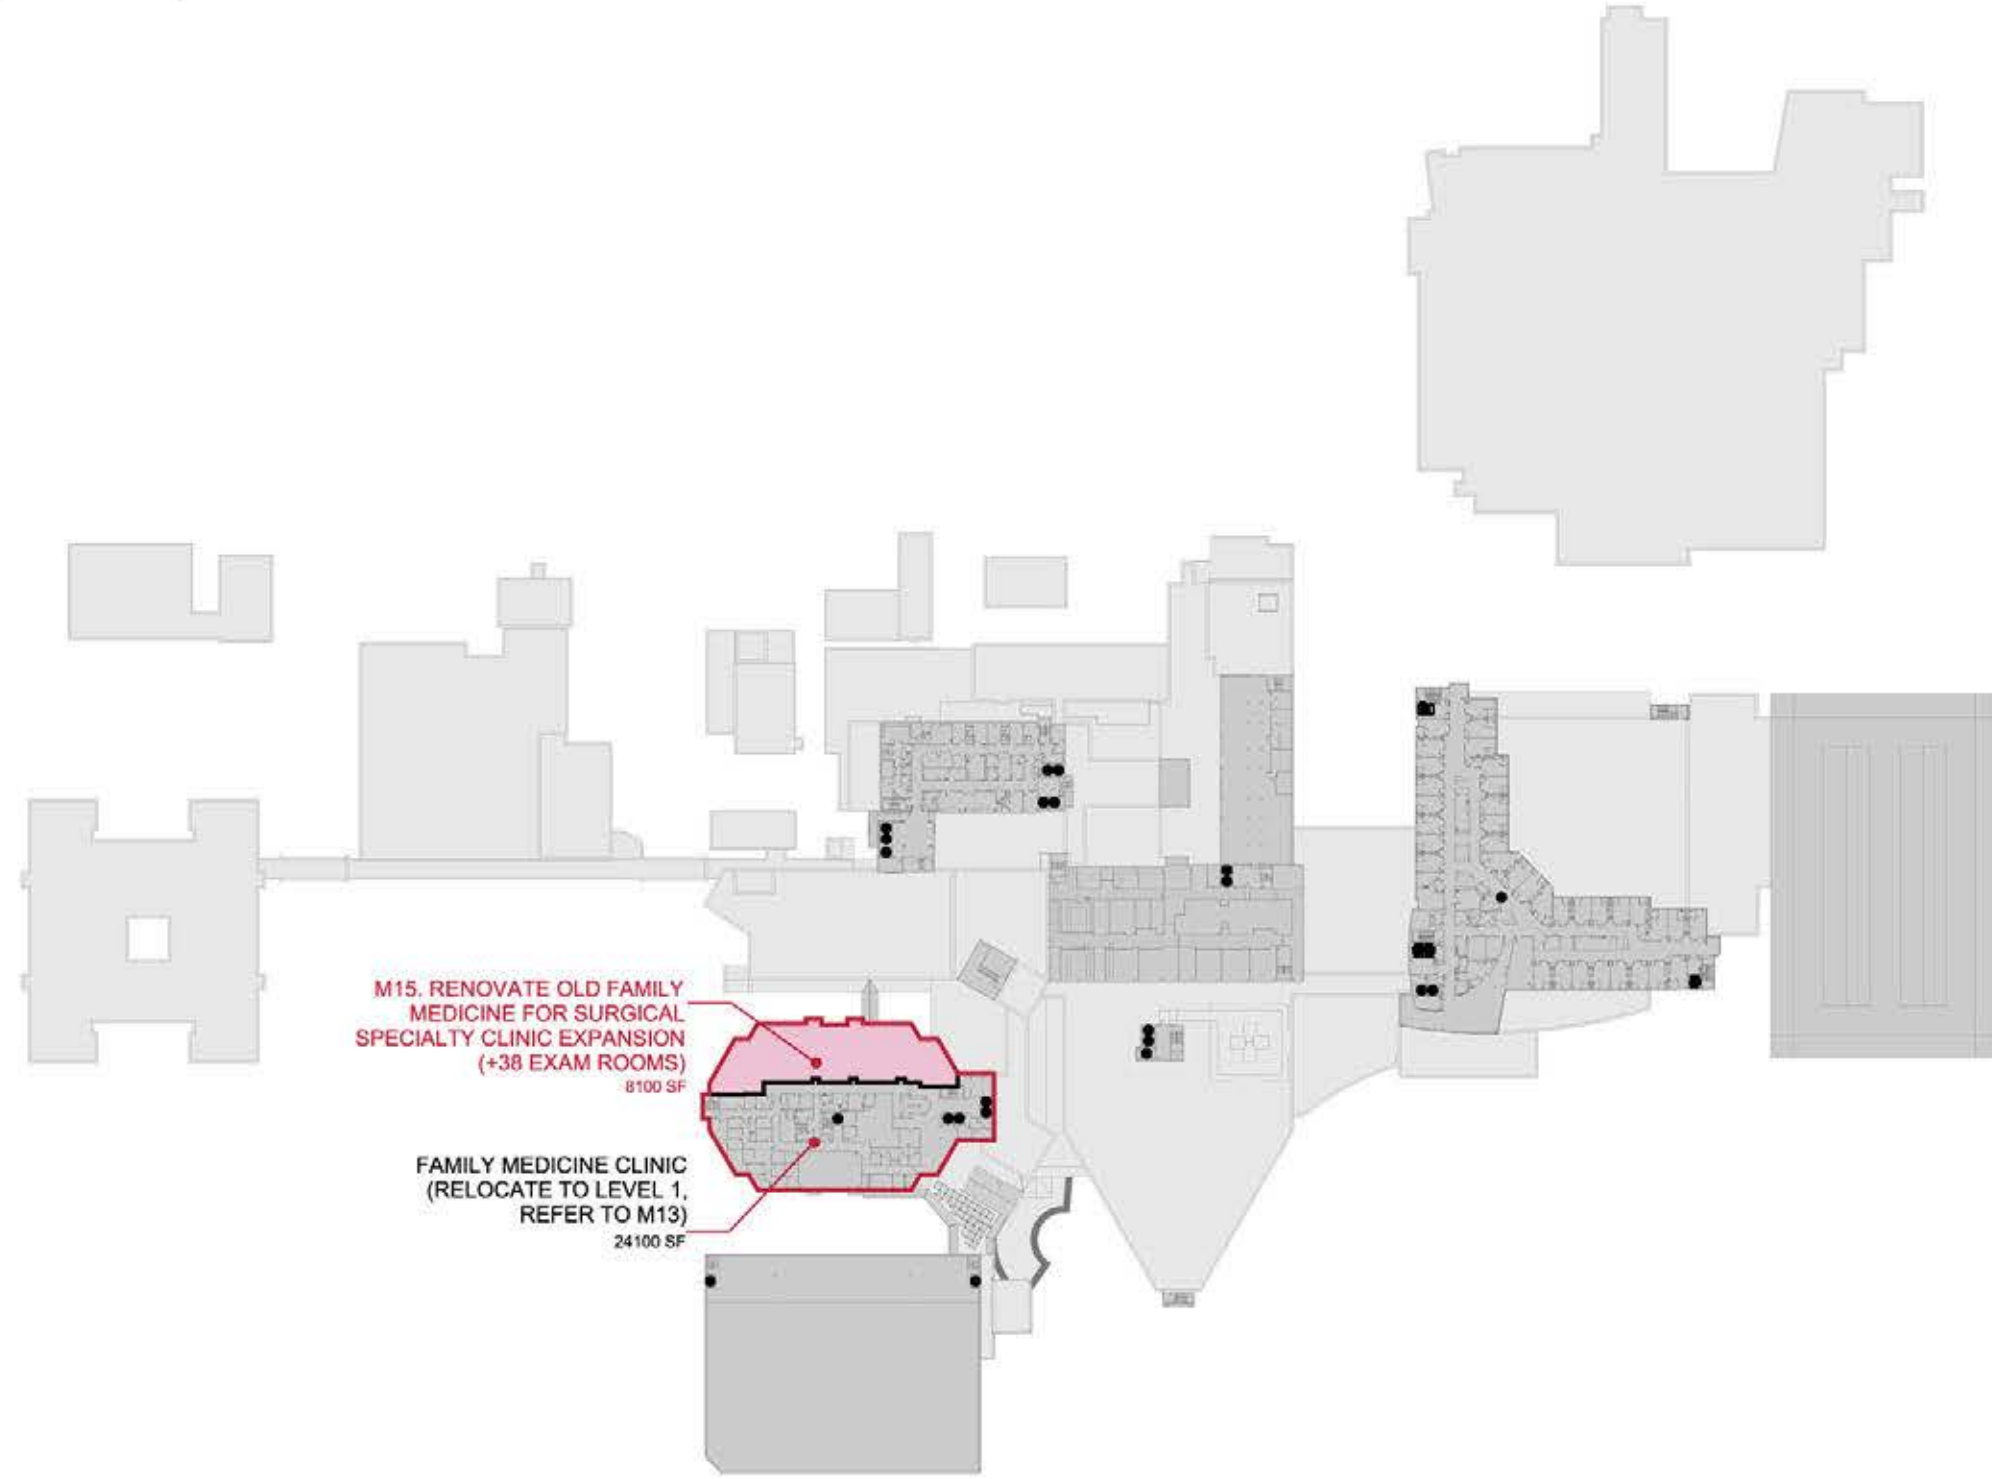 M15. RENOVATE OLD FAMILY
MEDICINE FOR SURGICAL
SPECIALTY CLINIC EXPANSION
(+38 EXAM ROOMS)
8100 SF
FAMILY MEDICINE CLINIC
(RELOCATE TO LEVEL 1,
REFER TO M13)
24100 SF